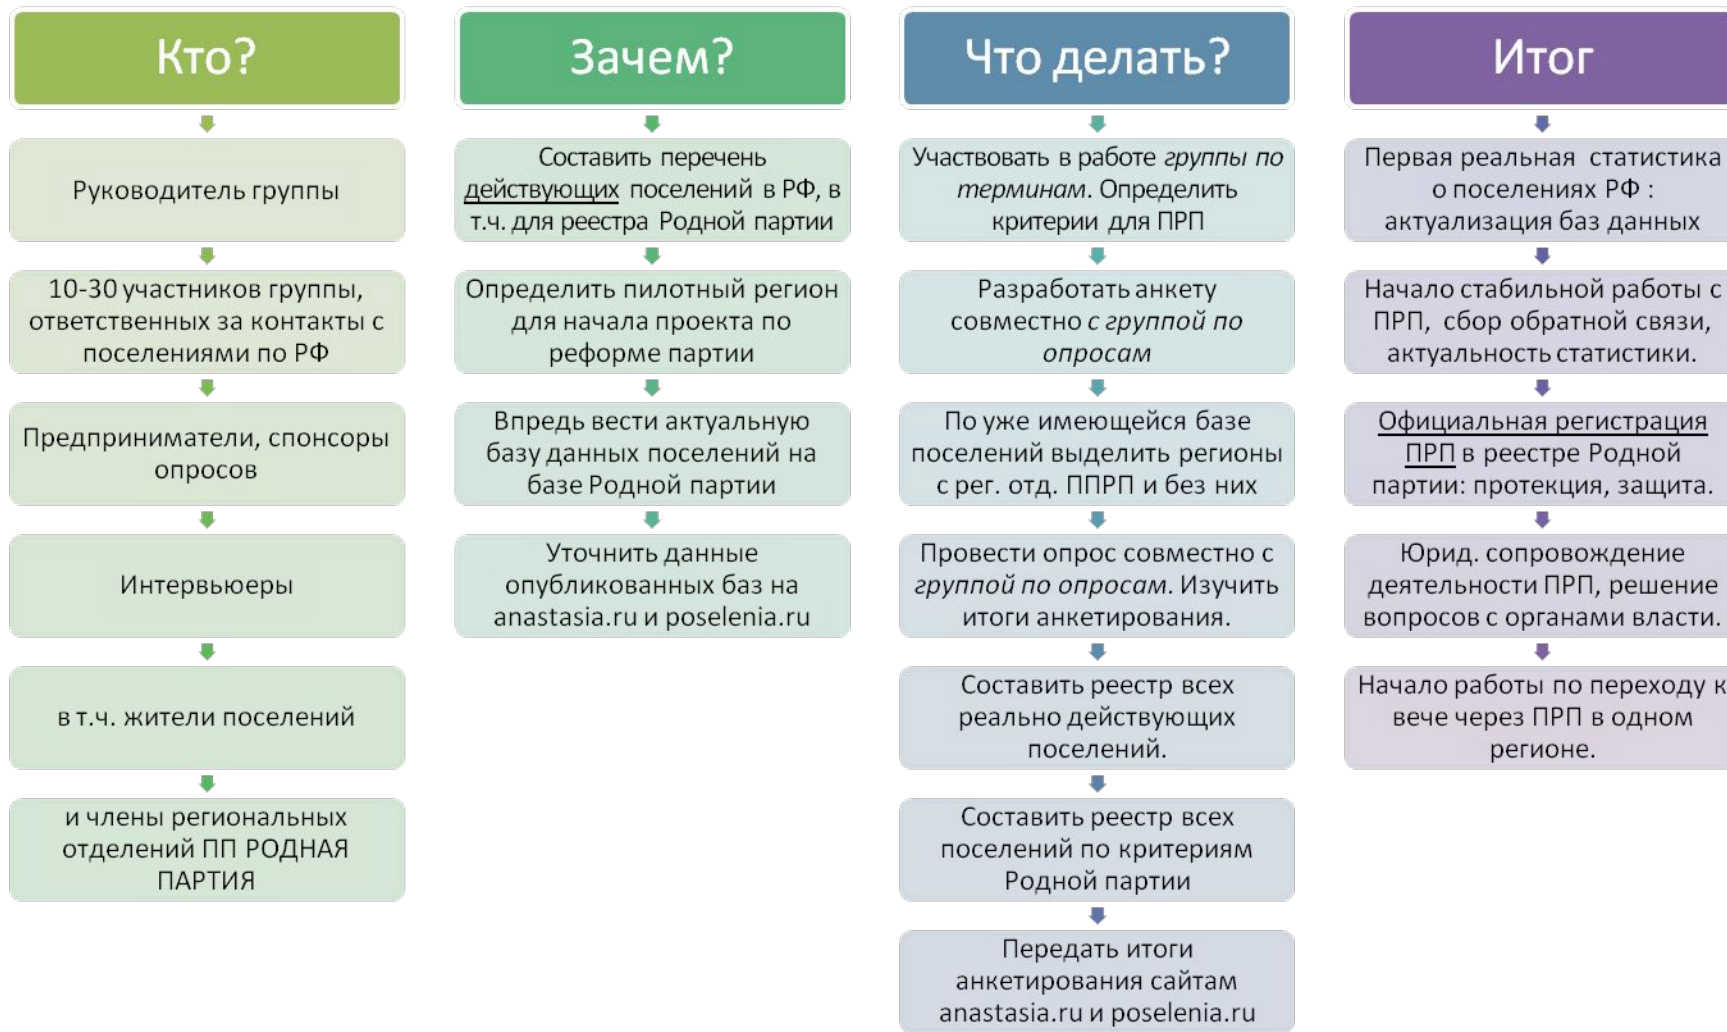 Кто?
Руководитель группы
10-30 участников группы,
ответственных за контакты с
поселениями по РФ
Предприниматели, спонсоры
опросов
Интервьюеры
в т.ч. жители поселений
и члены региональных
отделений ПП РОДНАЯ
ПАРТИЯ
Зачем?
Составить перечень
действующих поселений в РФ, в
т.ч. для реестра Родной партии
Определить пилотный регион
для начала проекта по
реформе партии
Впредь вести актуальную
базу данных поселений на
базе Родной партии
Уточнить данные
опубликованных баз на
anastasia.ru и poselenia.ru
Что делать?
Участвовать в работе группы по
терминам. Определить
критерии для ПРП
Разработать анкету
совместно с группой по
опросам
По уже имеющейся базе
поселений выделить регионы
с рег. отд. ППРП и без них
Провести опрос совместно с
группой по опросам. Изучить
итоги анкетирования.
Составить реестр всех
реально действующих
поселений.
Составить реестр всех
поселений по критериям
Родной партии
Передать итоги
анкетирования сайтам
anastasia.ru и poselenia.ru
Итог
Первая реальная статистика
о поселениях РФ :
актуализация баз данных
Начало стабильной работы с
ПРП, сбор обратной связи,
актуальность статистики.
Официальная регистрация
ПРП в реестре Родной
партии: протекция, защита.
Юрид. сопровождение
деятельности ПРП, решение
вопросов с органами власти.
Начало работы по переходу к
вече через ПРП в одном
регионе.